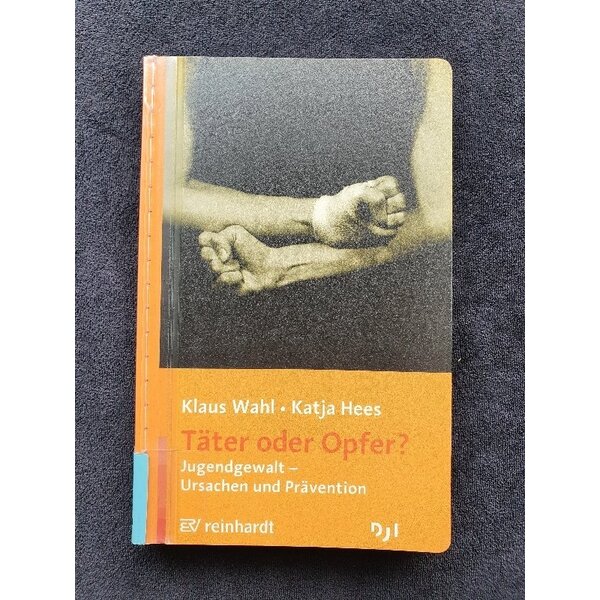 Klaus Wahl • Katja Hees
Täter oder Opfer?
Jugendgewalt –
Ursachen und Prävention
reinhardt
DJI